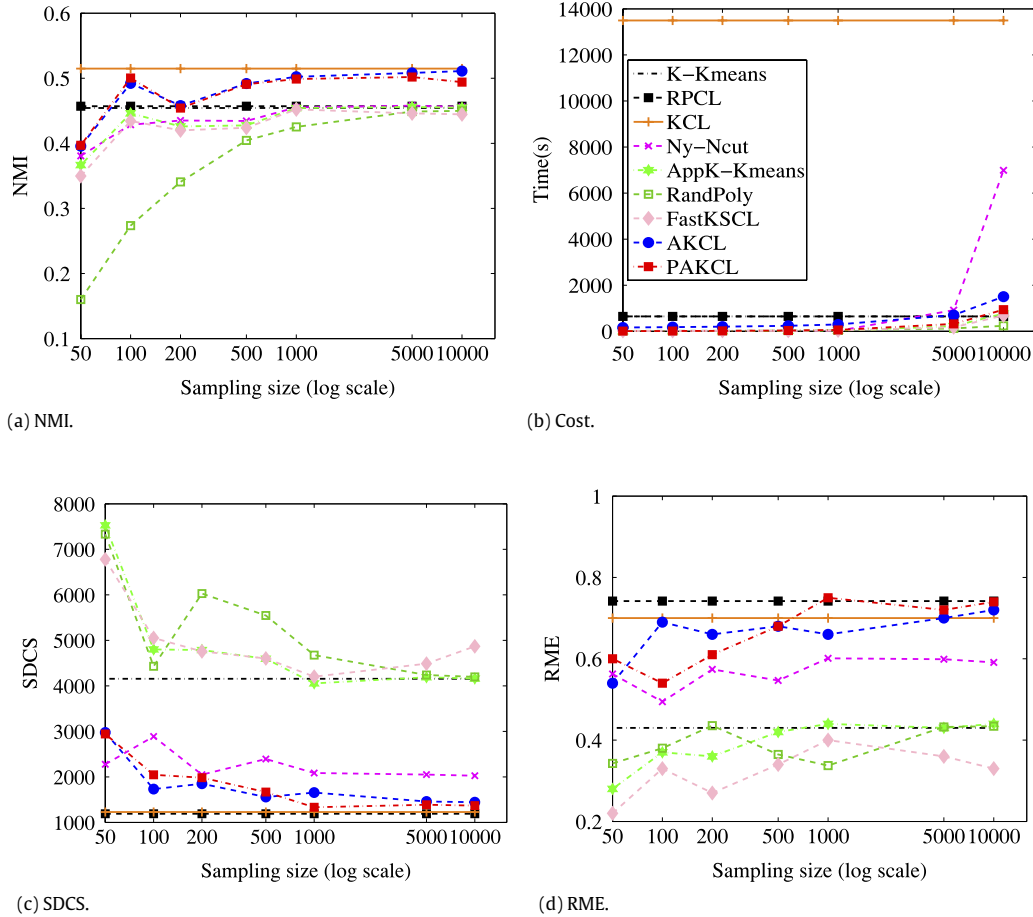 0.6
0.5
0.4
0.3
0.2
0.1
NMI
50 100 200 500 1000 5000 10000
Sampling size (log scale)
(a) NMI.
14000
12000
10000
8000
6000
4000
2000
0
Time(s)
K−Kmeans
RPCL
KCL
Ny−Ncut
AppK−Kmeans
RandPoly
FastKSCL
AKCL
PAKCL
50 100 200 500 1000 5000 10000
Sampling size (log scale)
(b) Cost.
8000
7000
6000
5000
4000
3000
2000
1000
SDCS
50 100 200 500 1000 5000 10000
Sampling size (log scale)
(c) SDCS.
1
0.8
0.6
0.4
0.2
RME
50 100 200 500 1000 5000 10000
Sampling size (log scale)
(d) RME.